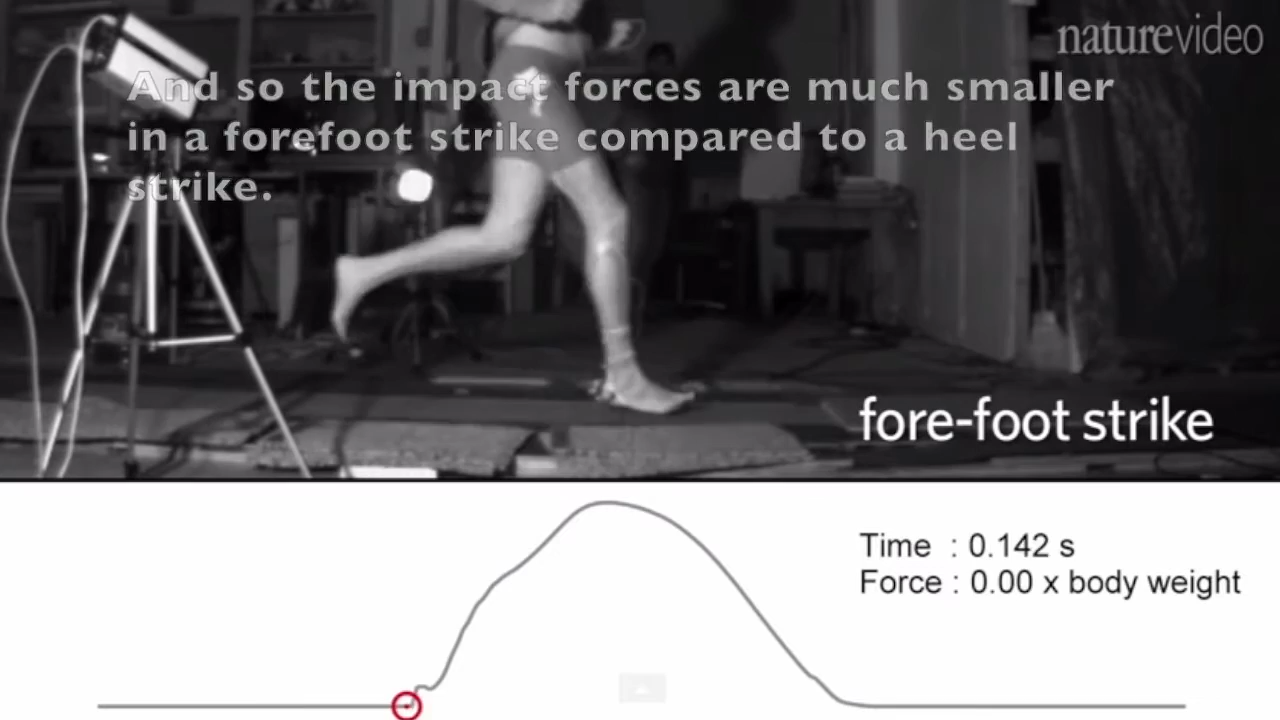 naturevideo
And so the impact forces are much smaller
in a forefoot strike compared to a heel
strike.
fore-foot strike
Time : 0.142 s
Force : 0.00 x body weight